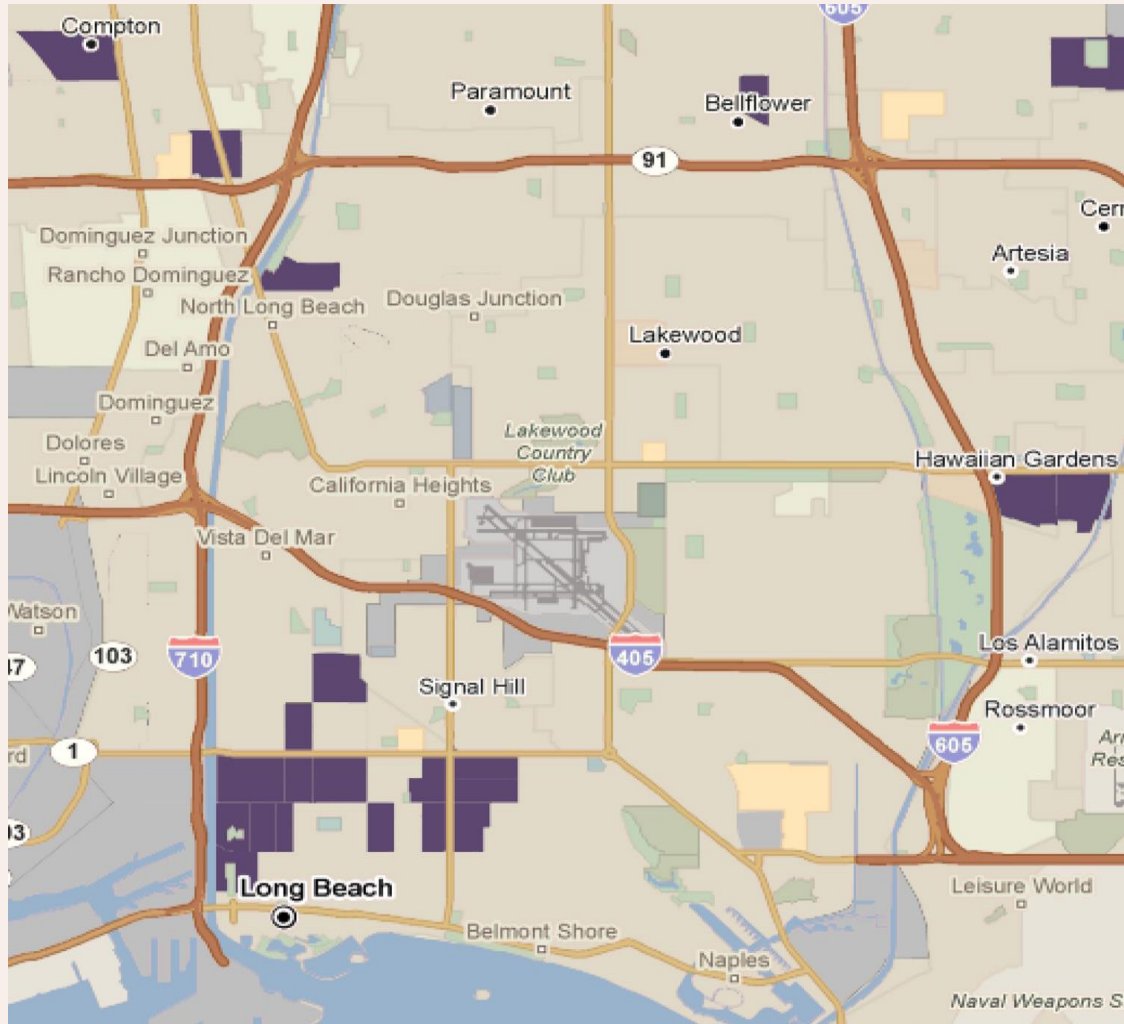 605
Compton
Paramount
Bellflower
91
Cerr
Dominguez Junction
Artesia
Rancho Dominguez
North Long Beach
Douglas Junction
Lakewood
Del Amo
Dominguez
Lakewood
Country
Club
Dolores
Hawaiian Gardens
Lincoln Village
California Heights
Vista Del Mar
Watson
103
710
405
Los Alamitos
47
Signal Hill
Rossmoor
605
1
rd
Res
03
Long Beach
Leisure World
Belmont Shore
Naples
Naval Weapons S